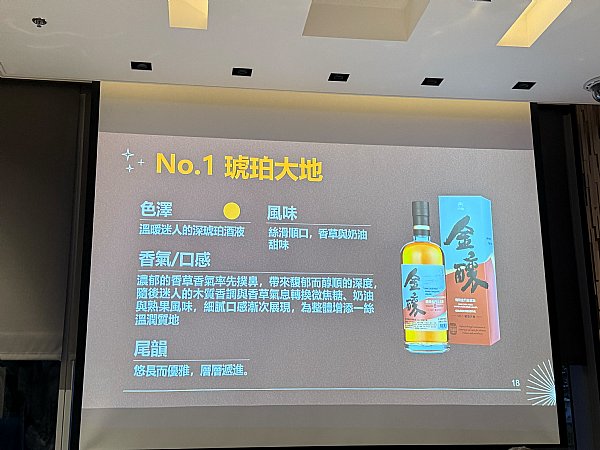 No.1 琥珀大地
色澤
溫暖迷人的深琥珀酒液
風味
絲滑順口，香草與奶油
甜味
香氣/口感
濃郁的香草香氣率先撲鼻，帶來馥郁而醇順的深度，
隨後迷人的木質香調與香草氣息轉換微焦糖、奶油
與熟果風味，細膩口感漸次展現，為整體增添一絲
溫潤質地
尾韻
悠長而優雅，層層遞進。
金釀
金釀
18